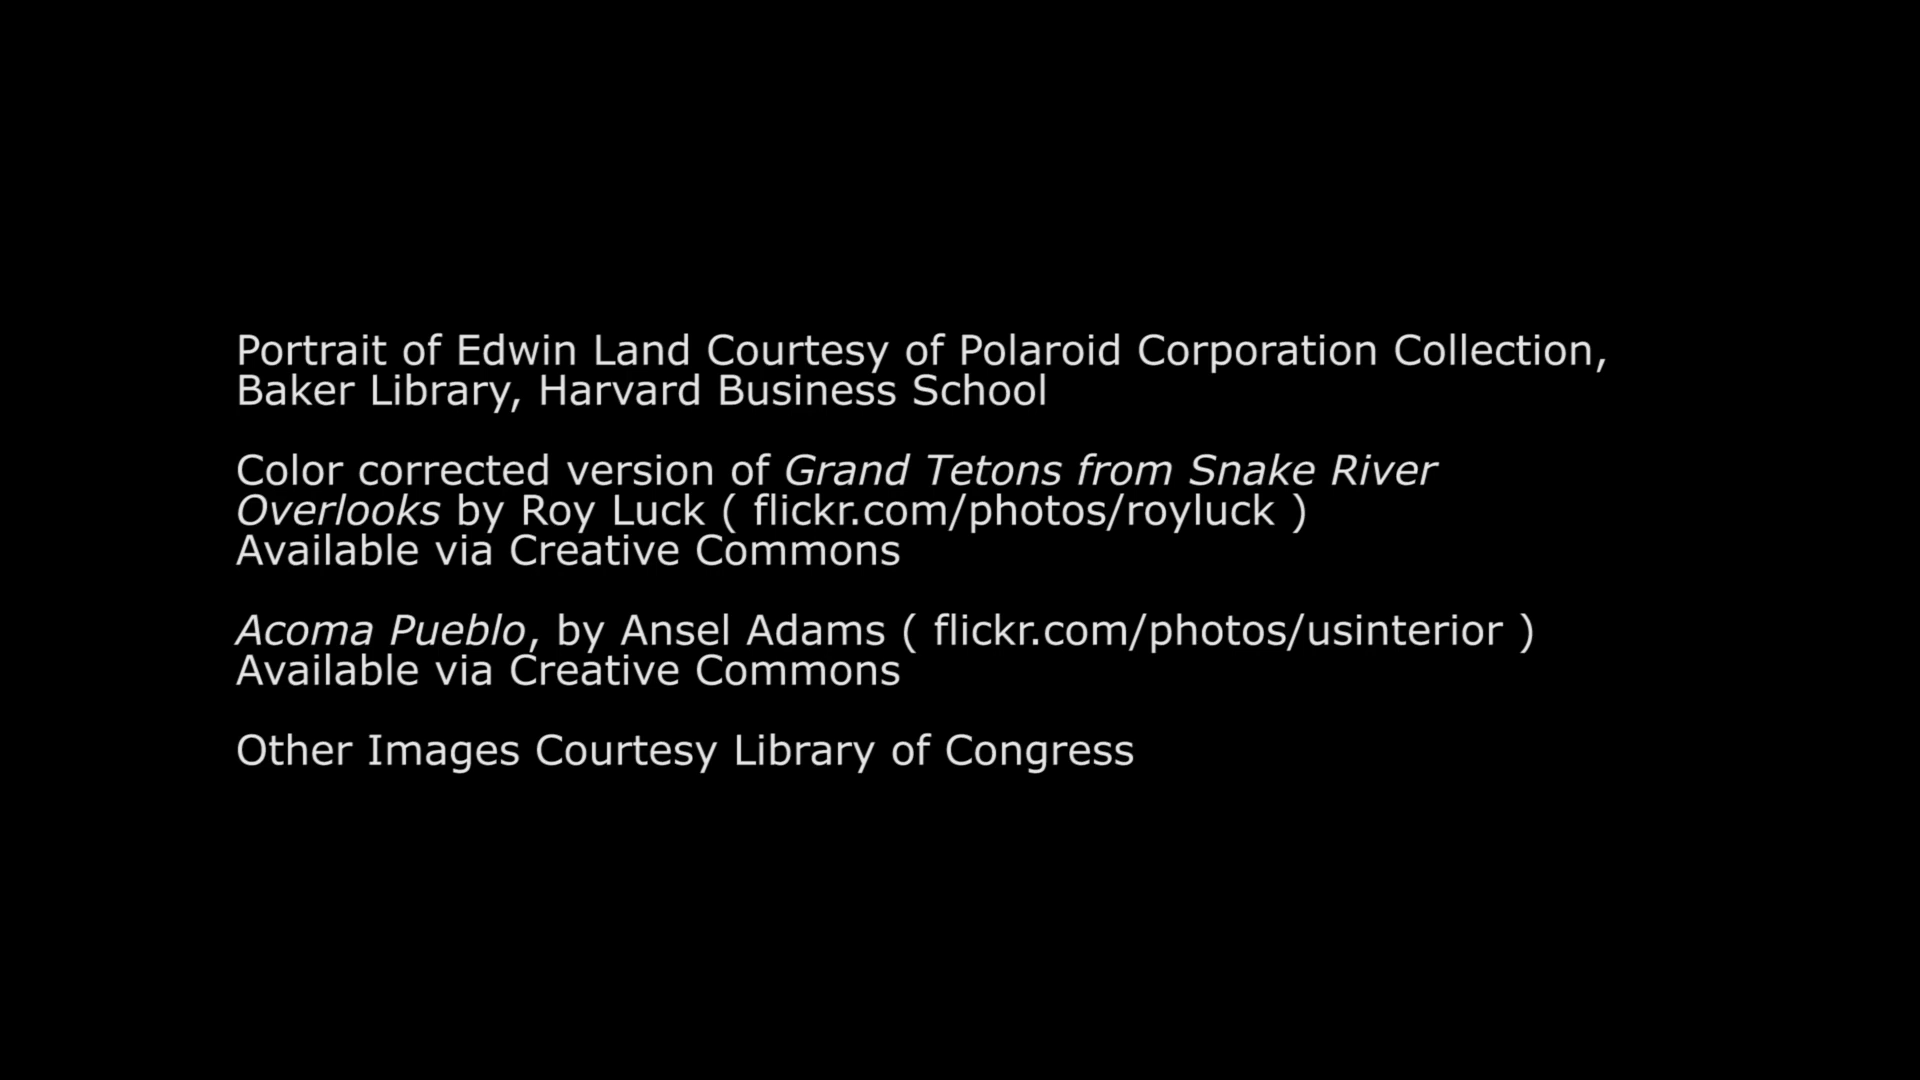 Portrait of Edwin Land Courtesy of Polaroid Corporation Collection,
Baker Library, Harvard Business School
Color corrected version of Grand Tetons from Snake River
Overlooks by Roy Luck ( flickr.com/photos/royluck )
Available via Creative Commons
Acoma Pueblo, by Ansel Adams ( flickr.com/photos/usinterior )
Available via Creative Commons
Other Images Courtesy Library of Congress